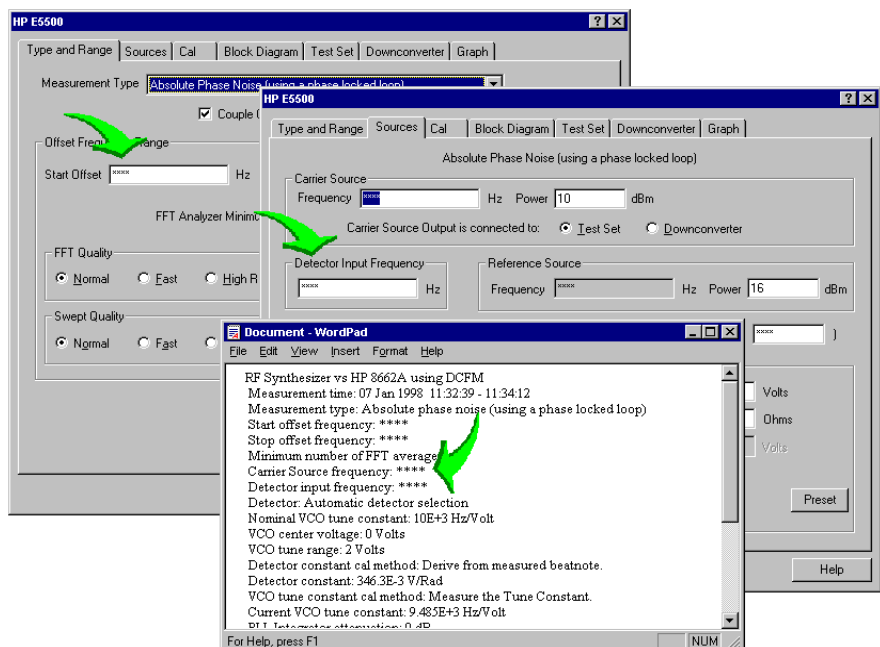 HP E5500
Type and Range Sources Cal Block Diagram Test Set Downconverter Graph
Measurement Type Absolute Phase Noise (using a phase locked loop)
Couple
Offset Range
Start Offset **** Hz
FFT Analyzer
FFT Quality
Normal Fast High
Swept Quality
Normal Fast
HP E5500
Type and Range Sources Cal Block Diagram Test Set Downconverter Graph
Absolute Phase Noise (using a phase locked loop)
Carrier Source
Frequency **** Hz Power 10 dBm
Carrier Source Output is connected to: Test Set Downconverter
Detector Input Frequency
**** Hz
Reference Source
Frequency **** Hz Power 16 dBm
**** )
Volts
Ohms
Volts
Preset
Help
Document - WordPad
File Edit View Insert Format Help
RF Synthesizer vs HP 8662A using DCFM
Measurement time: 07 Jan 1998 11:32:39 - 11:34:12
Measurement type: Absolute phase noise (using a phase locked loop)
Start offset frequency: ****
Stop offset frequency: ****
Minimum number of FFT average
Carrier Source frequency: ****
Detector input frequency: ****
Detector: Automatic detector selection
Nominal VCO tune constant: 10E+3 Hz/Volt
VCO center voltage: 0 Volts
VCO tune range: 2 Volts
Detector constant cal method: Derive from measured beatnote.
Detector constant: 346.3E-3 V/Rad
VCO tune constant cal method: Measure the Tune Constant.
Current VCO tune constant: 9.485E+3 Hz/Volt
PLL Integrator attenuation: 0 dB
For Help, press F1
NUM